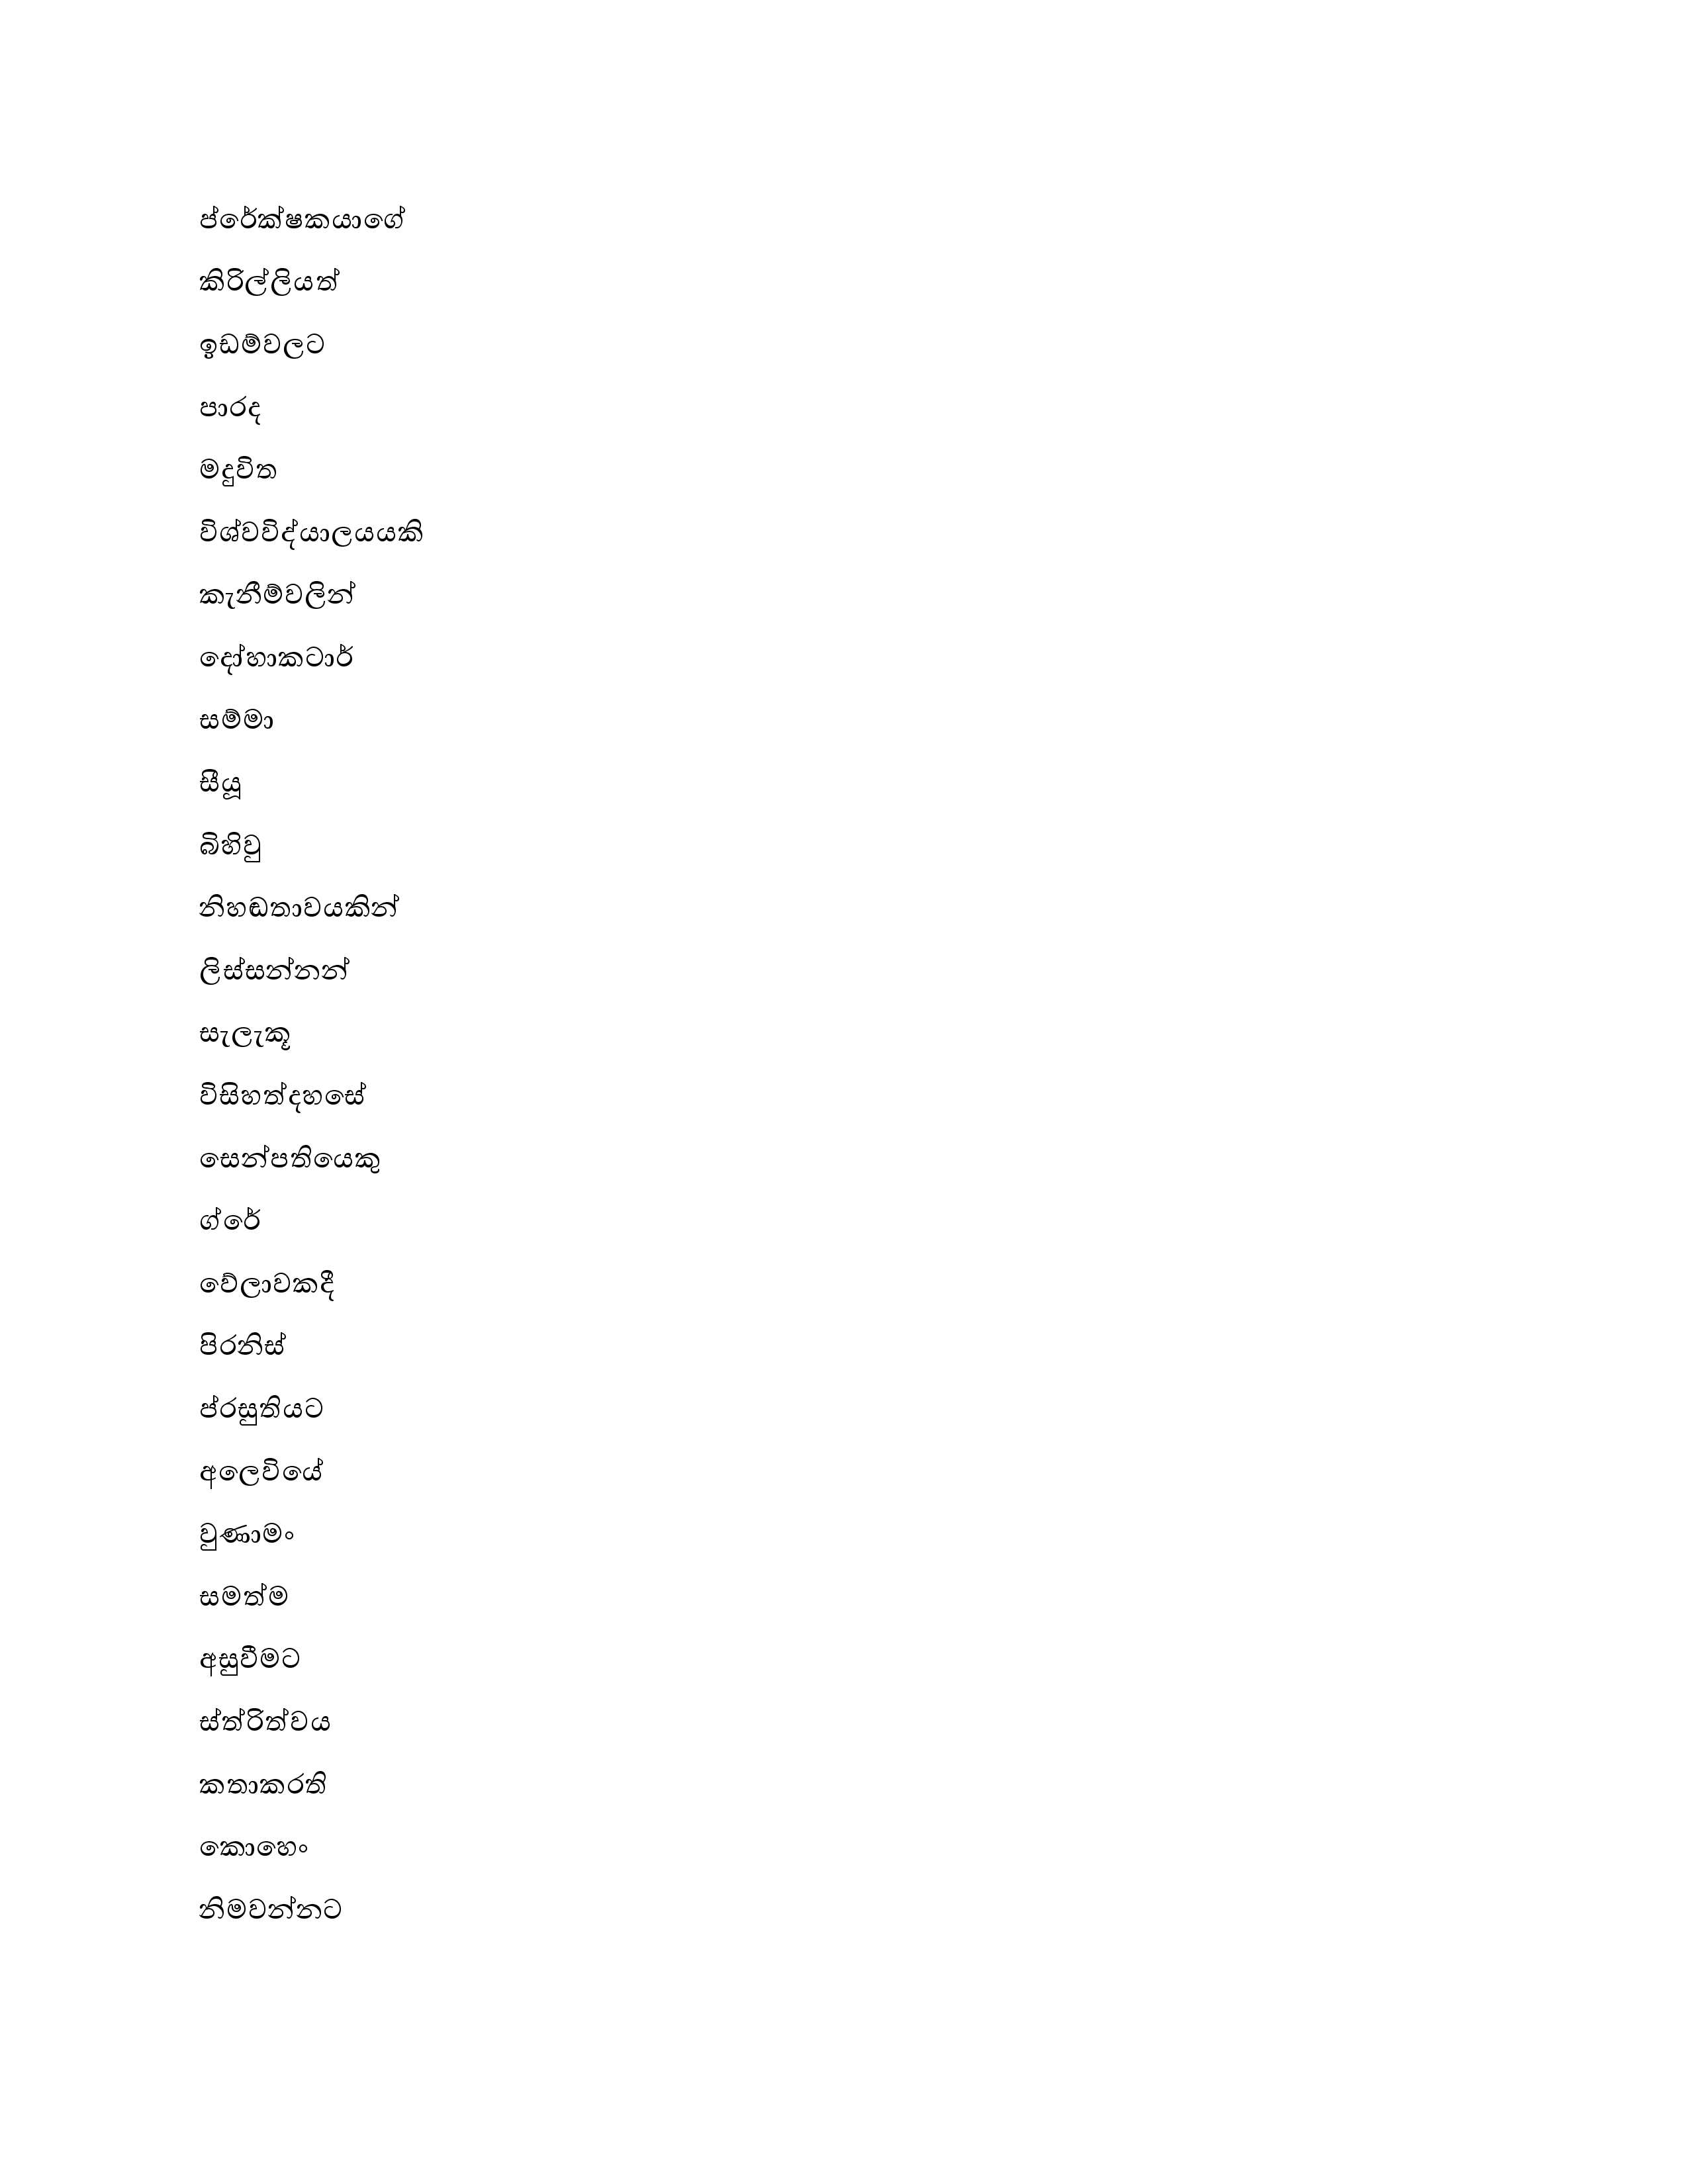 ප්රේක්ෂකයාගේ
කිරිල්ලියත්
ඉඩම්වලට
පාරද
මදුවිත
විශ්වවිද්යාලයයකි
කැනීම්වලින්
දෝහාකටාර්
සම්මා
සීයූ
බිහිවු
නිහඬතාවයකින්
ලිස්සන්නන්
සැලැකූ
විසිහත්දහසේ
සෙන්පතියෙකු
ග්රේ
වේලාවකදී
පිරනිස්
ප්රසුතියට
අලෙවියේ
වුණාමං
සමත්ම
අසුවීමට
ස්ත්රිත්වය
කතාකරති
කොහෙං
නිමවන්නට